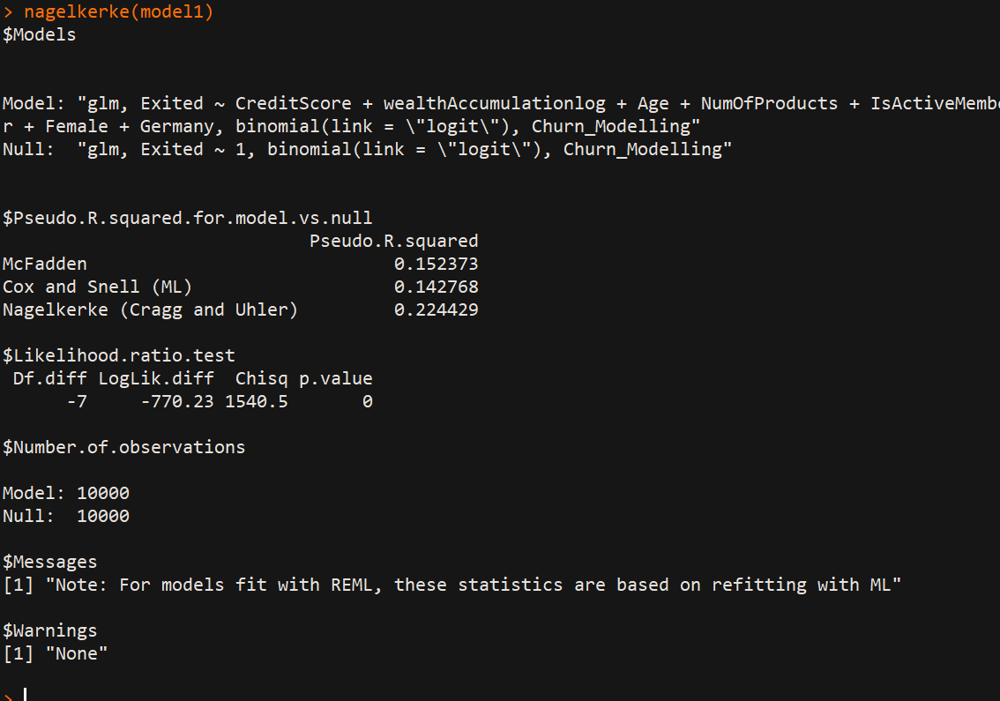 > nagelkerke(model1)
$Models
Model: "glm, Exited ~ CreditScore + wealthAccumulationlog + Age + NumOfProducts + IsActiveMembe
r + Female + Germany, binomial(link = \"logit\"), Churn_Modelling"
Null:  "glm, Exited ~ 1, binomial(link = \"logit\"), Churn_Modelling"
$Pseudo.R.squared.for.model.vs.null
                             Pseudo.R.squared
McFadden                             0.152373
Cox and Snell (ML)                   0.142768
Nagelkerke (Cragg and Uhler)         0.224429
$Likelihood.ratio.test
 Df.diff LogLik.diff  Chisq p.value
      -7     -770.23 1540.5       0
$Number.of.observations
Model: 10000
Null:  10000
$Messages
[1] "Note: For models fit with REML, these statistics are based on refitting with ML"
$Warnings
[1] "None"
>